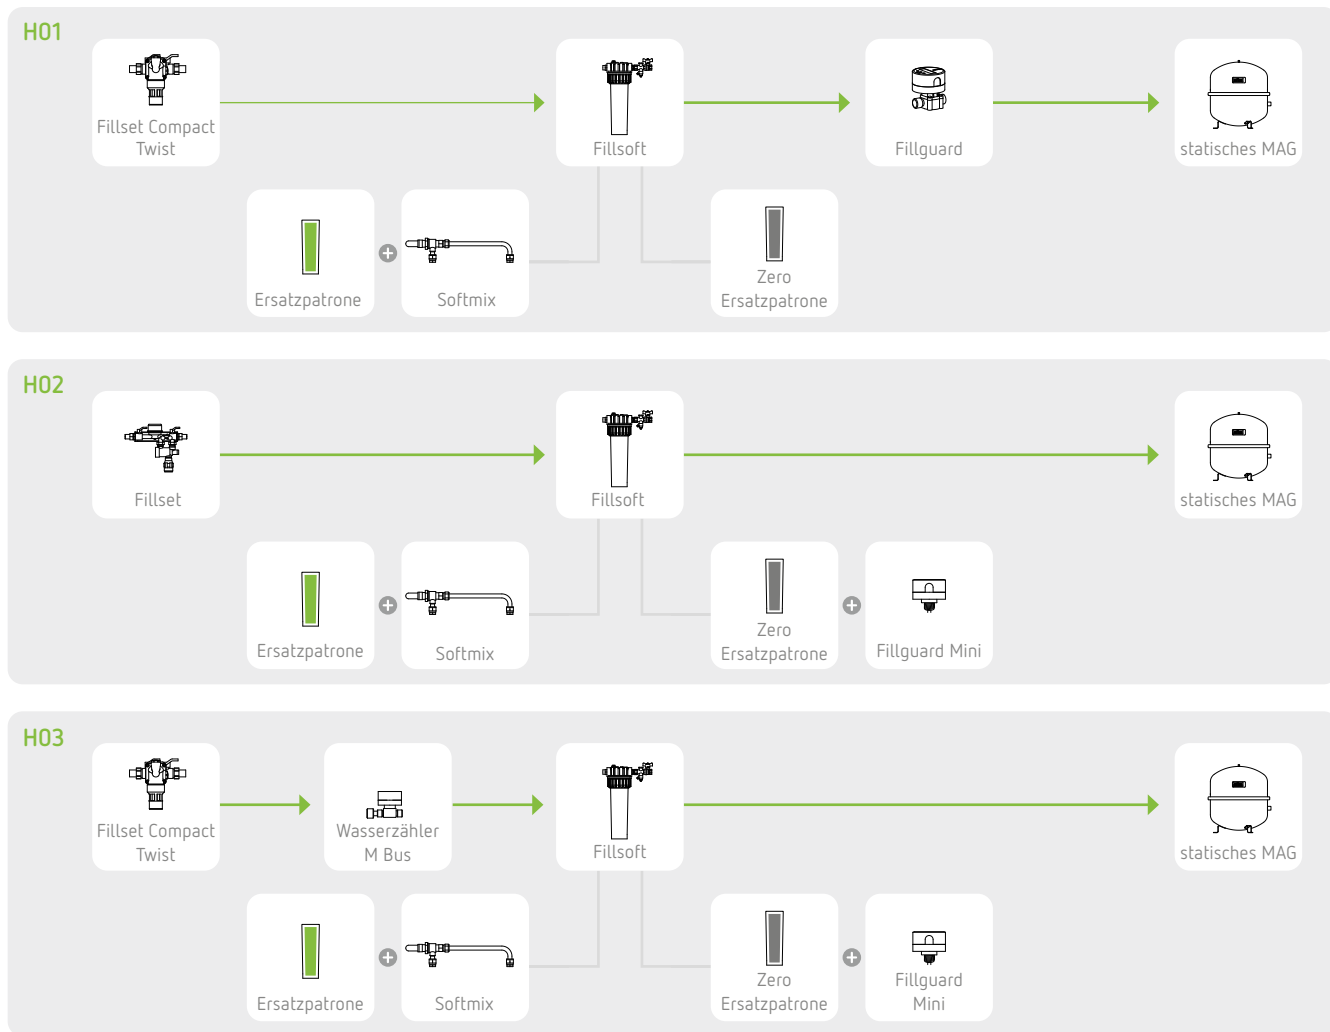 H01
Fillset Compact
Twist
Fillsoft
Fillguard
statisches MAG
Ersatzpatrone
Softmix
Zero
Ersatzpatrone
H02
Fillset
Fillsoft
statisches MAG
Ersatzpatrone
Softmix
Zero
Ersatzpatrone
Fillguard Mini
H03
Fillset Compact
Twist
Wasserzähler
M Bus
Fillsoft
statisches MAG
Ersatzpatrone
Softmix
Zero
Ersatzpatrone
Fillguard
Mini